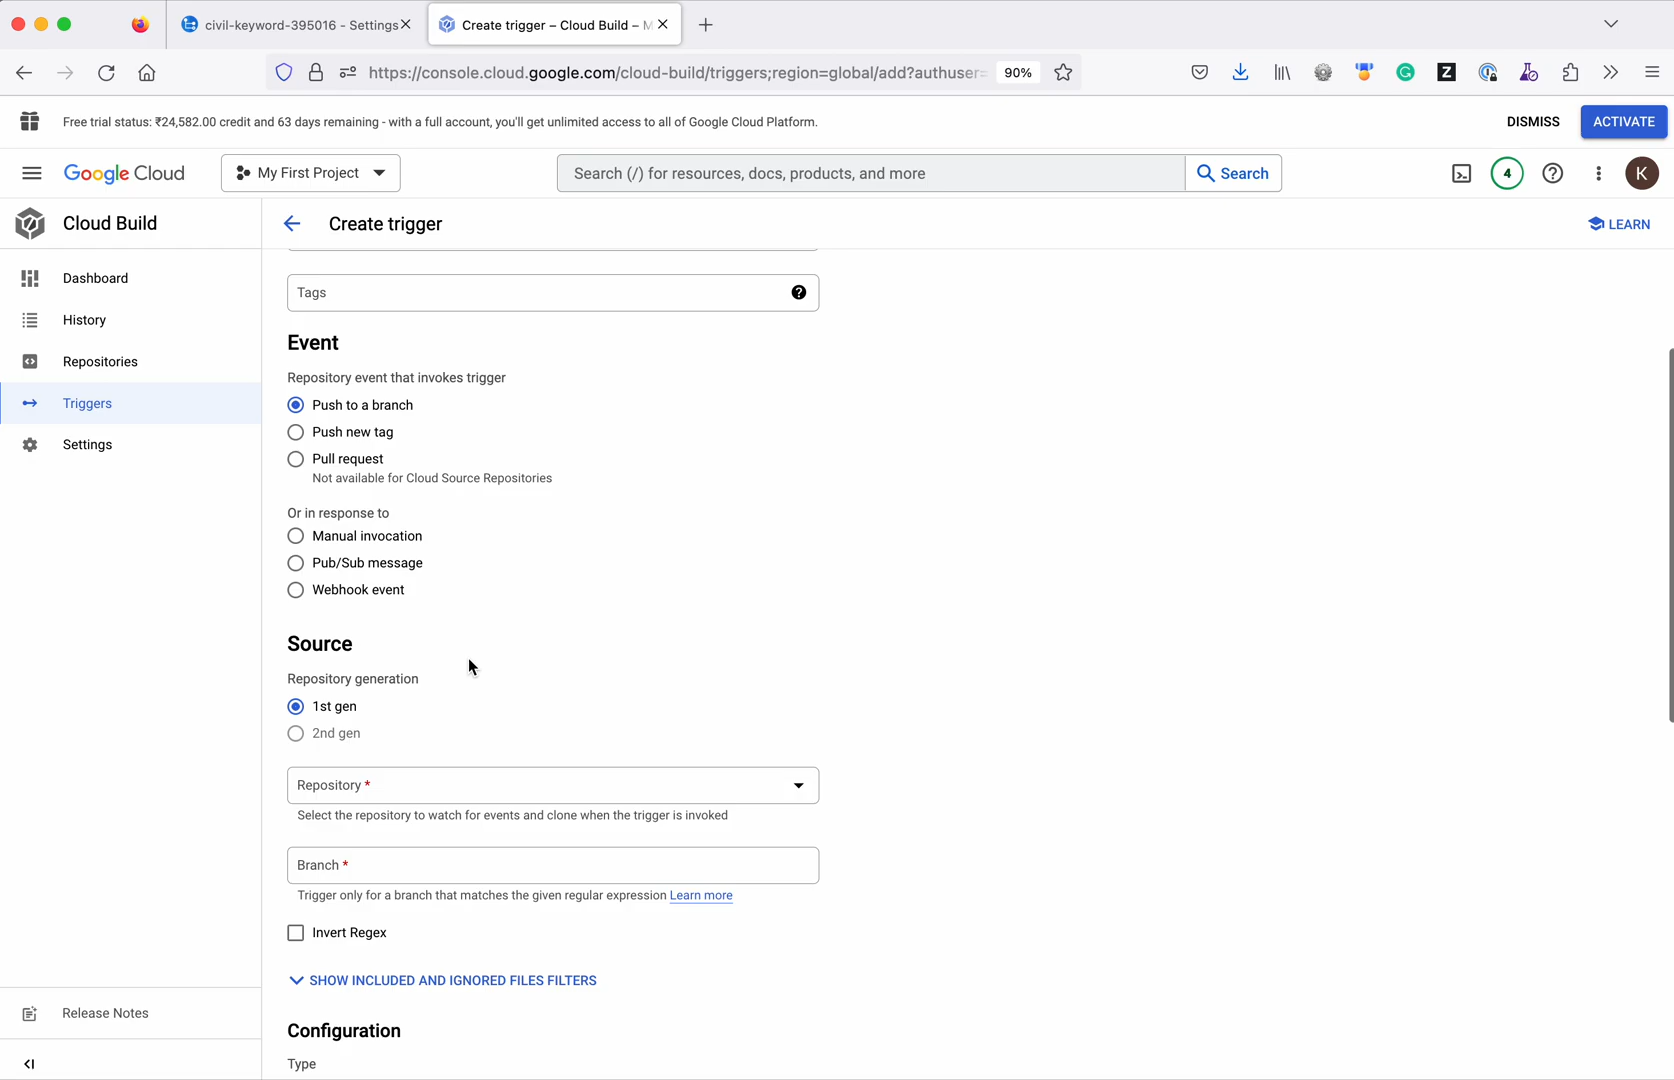 civil-keyword-395016 - Settings
Create trigger – Cloud Build – M
https://console.cloud.google.com/cloud-build/triggers;region=global/add?authuser=
90%
Free trial status: ₹24,582.00 credit and 63 days remaining - with a full account, you'll get unlimited access to all of Google Cloud Platform.
DISMISS
ACTIVATE
Google Cloud
My First Project
Search (/) for resources, docs, products, and more
Search
4
K
Cloud Build
Create trigger
LEARN
Dashboard
History
Repositories
Triggers
Settings
Release Notes
Tags
Event
Repository event that invokes trigger
Push to a branch
Push new tag
Pull request
Not available for Cloud Source Repositories
Or in response to
Manual invocation
Pub/Sub message
Webhook event
Source
Repository generation
1st gen
2nd gen
Repository *
Select the repository to watch for events and clone when the trigger is invoked
Branch *
Trigger only for a branch that matches the given regular expression Learn more
Invert Regex
SHOW INCLUDED AND IGNORED FILES FILTERS
Configuration
Type